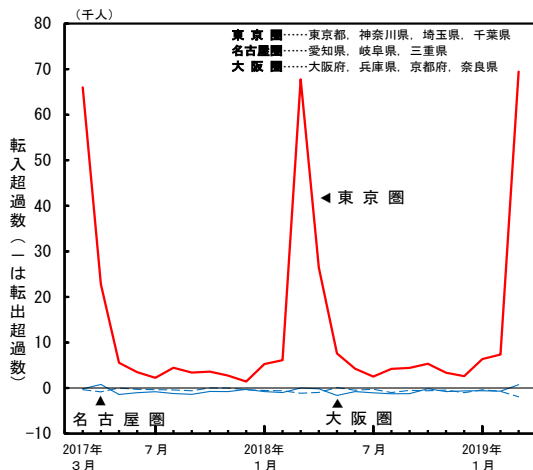 (千人)
80
70
60
50
40
30
20
10
0
−10
転入超過数(−は転出超過数)
東 京 圏……東京都, 神奈川県, 埼玉県, 千葉県
名古屋圏……愛知県, 岐阜県, 三重県
大 阪 圏……大阪府, 兵庫県, 京都府, 奈良県
◀東 京 圏
▲
名 古 屋 圏
▲
大 阪 圏
2017年
3月
7月
2018年
1月
7月
2019年
1月